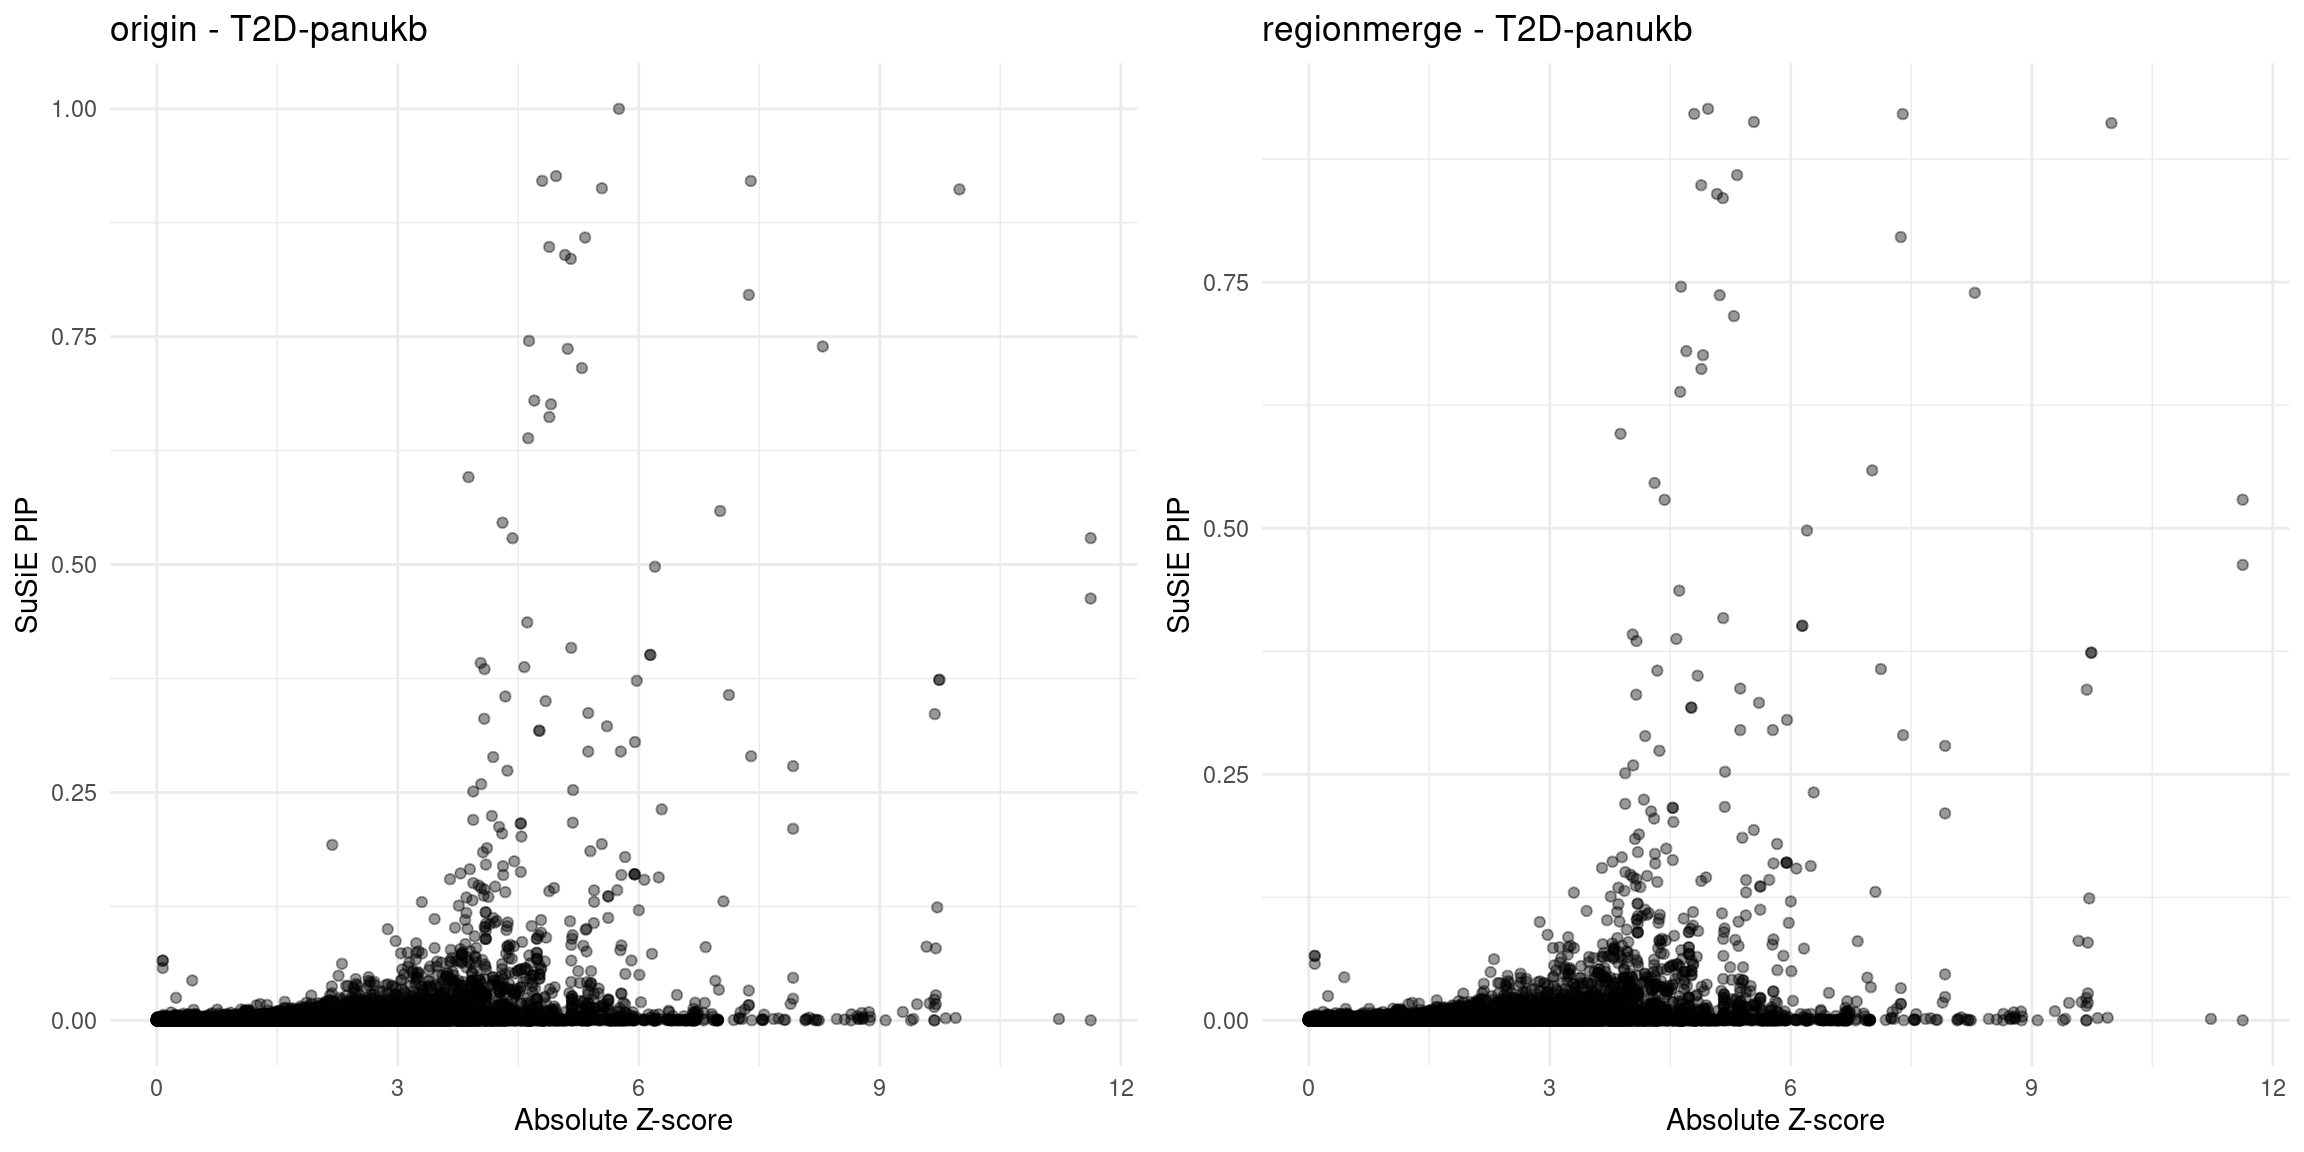 origin - T2D-panukb
SuSiE PIP
1.00
0.75
0.50
0.25
0.00
0 3 6 9 12
Absolute Z-score
regionmerge - T2D-panukb
SuSiE PIP
0.75
0.50
0.25
0.00
0 3 6 9 12
Absolute Z-score